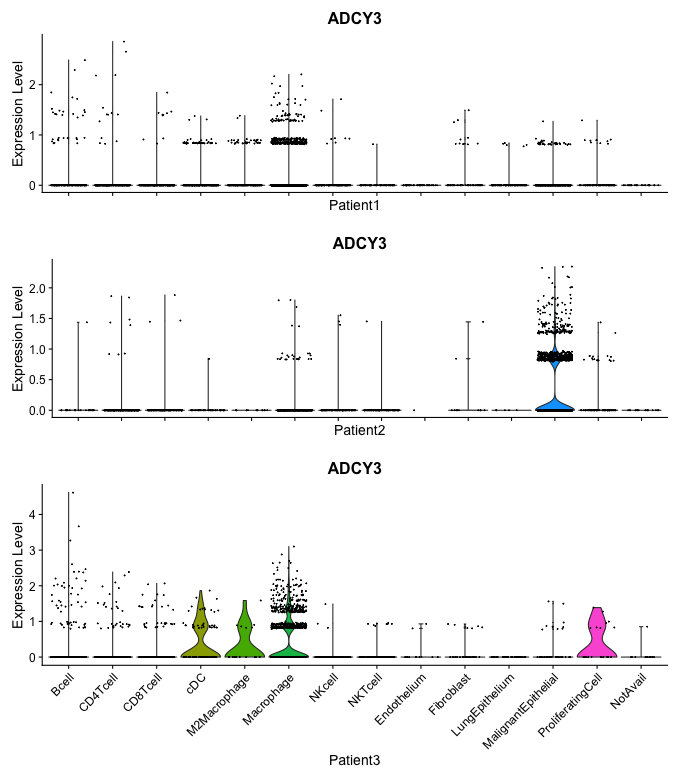 ADCY3
Expression Level
2
1
0
Patient1
ADCY3
Expression Level
2.0
1.5
1.0
0.5
0.0
Patient2
ADCY3
Expression Level
4
3
2
1
0
Bcell
CD4Tcell
CD8Tcell
cDC
M2Macrophage
Macrophage
NKcell
NKTcell
Endothelium
Fibroblast
LungEpithelium
MalignantEpithelial
ProliferatingCell
NotAvail
Patient3